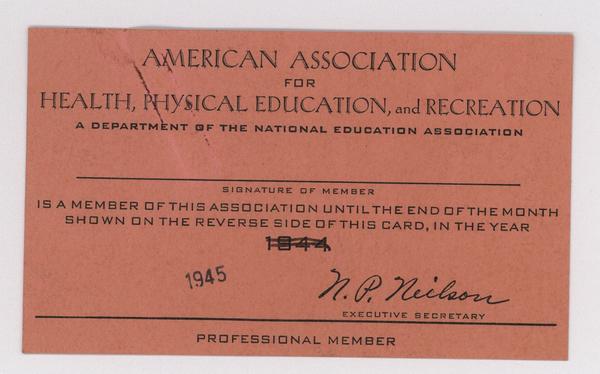 AMERICAN ASSOCIATION
FOR
HEALTH, PHYSICAL EDUCATION, and RECREATION
A DEPARTMENT OF THE NATIONAL EDUCATION ASSOCIATION
SIGNATURE OF MEMBER
IS A MEMBER OF THIS ASSOCIATION UNTIL THE END OF THE MONTH
SHOWN ON THE REVERSE SIDE OF THIS CARD, IN THE YEAR
1944
1945
N. P. Neilson
EXECUTIVE SECRETARY
PROFESSIONAL MEMBER